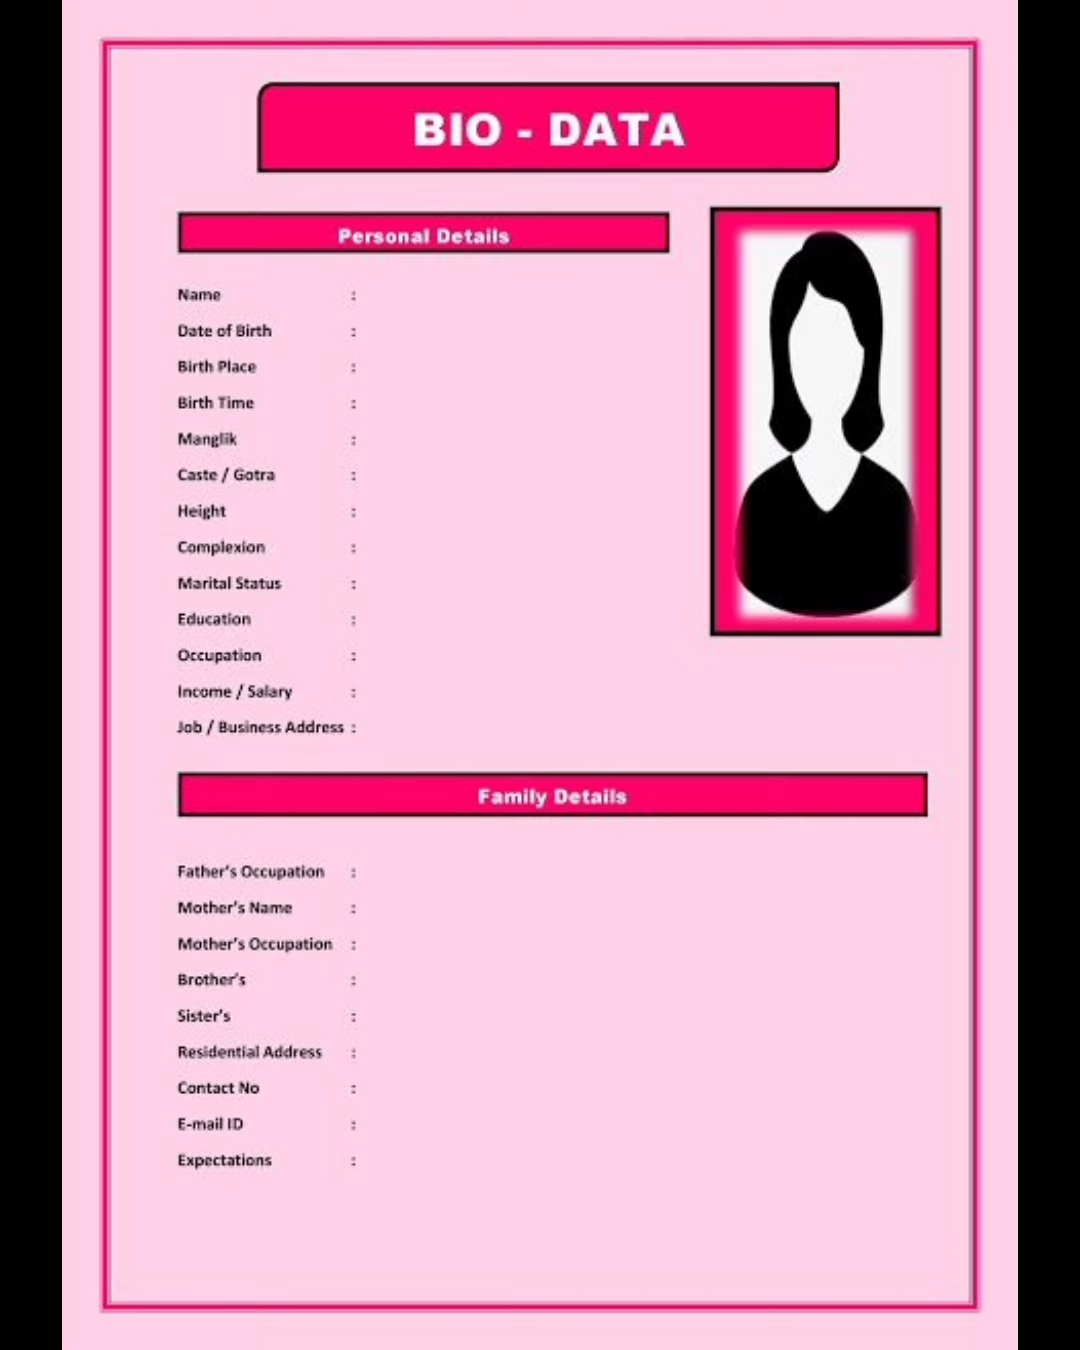 BIO - DATA
Personal Details
Name :
Date of Birth :
Birth Place :
Birth Time :
Manglik :
Caste / Gotra :
Height :
Complexion :
Marital Status :
Education :
Occupation :
Income / Salary :
Job / Business Address :
Family Details
Father's Occupation :
Mother's Name :
Mother's Occupation :
Brother's :
Sister's :
Residential Address :
Contact No :
E-mail ID :
Expectations :